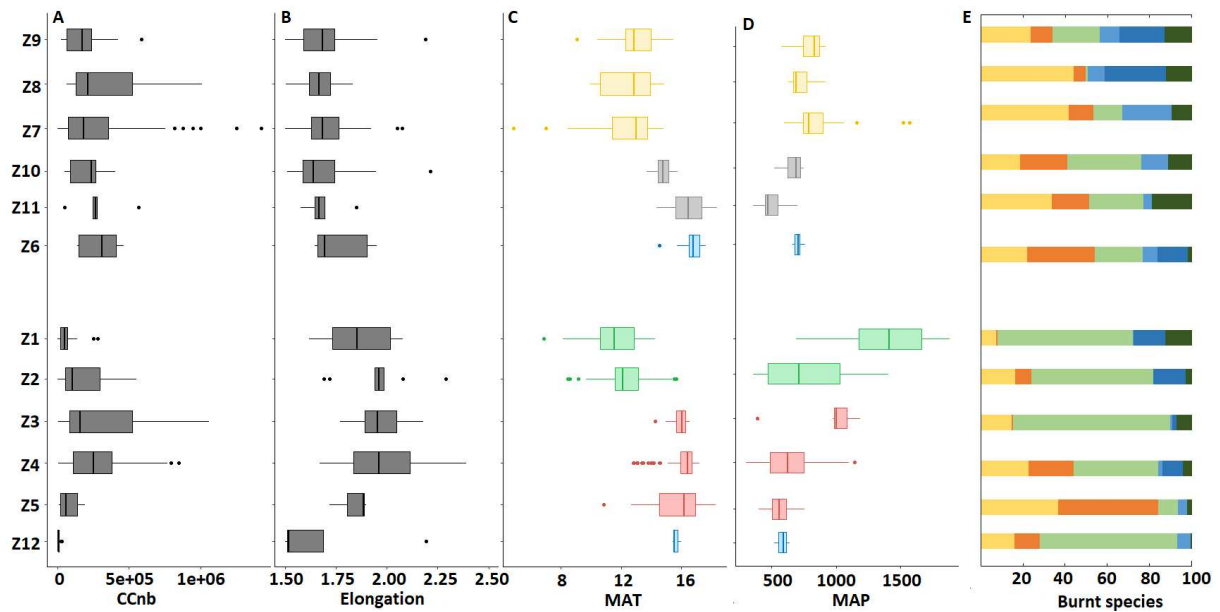 A B C D E
Z9
Z8
Z7
Z10
Z11
Z6
Z1
Z2
Z3
Z4
Z5
Z12
0 5e+05 1e+06 1.50 1.75 2.00 2.25 2.50 8 12 16 500 1000 1500 20 40 60 80 100
CCnb Elongation MAT MAP Burnt species